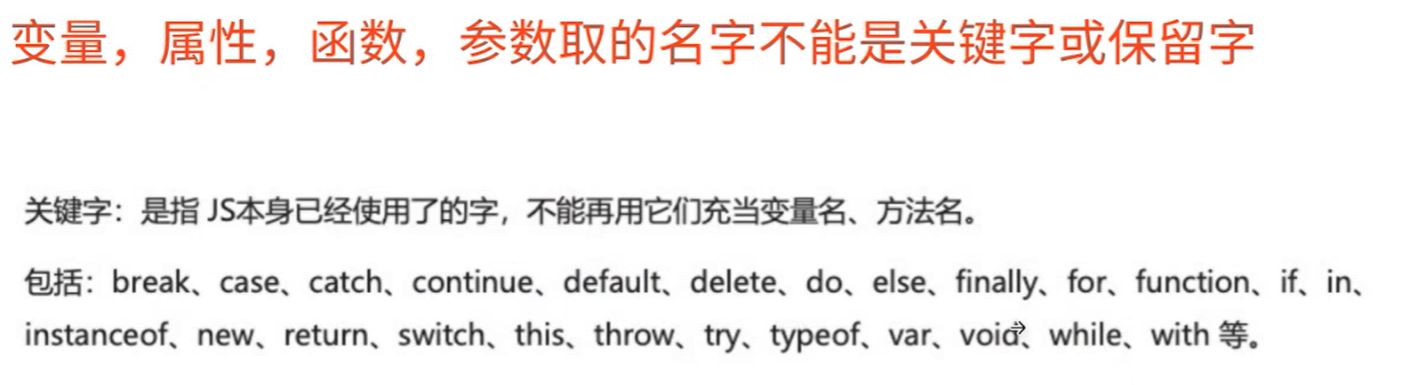 变量，属性，函数，参数取的名字不能是关键字或保留字
关键字：是指 JS本身已经使用了的字，不能再用它们充当变量名、方法名。
包括：break、case、catch、continue、default、delete、do、else、finally、for、function、if、in、
instanceof、new、return、switch、this、throw、try、typeof、var、void、while、with 等。